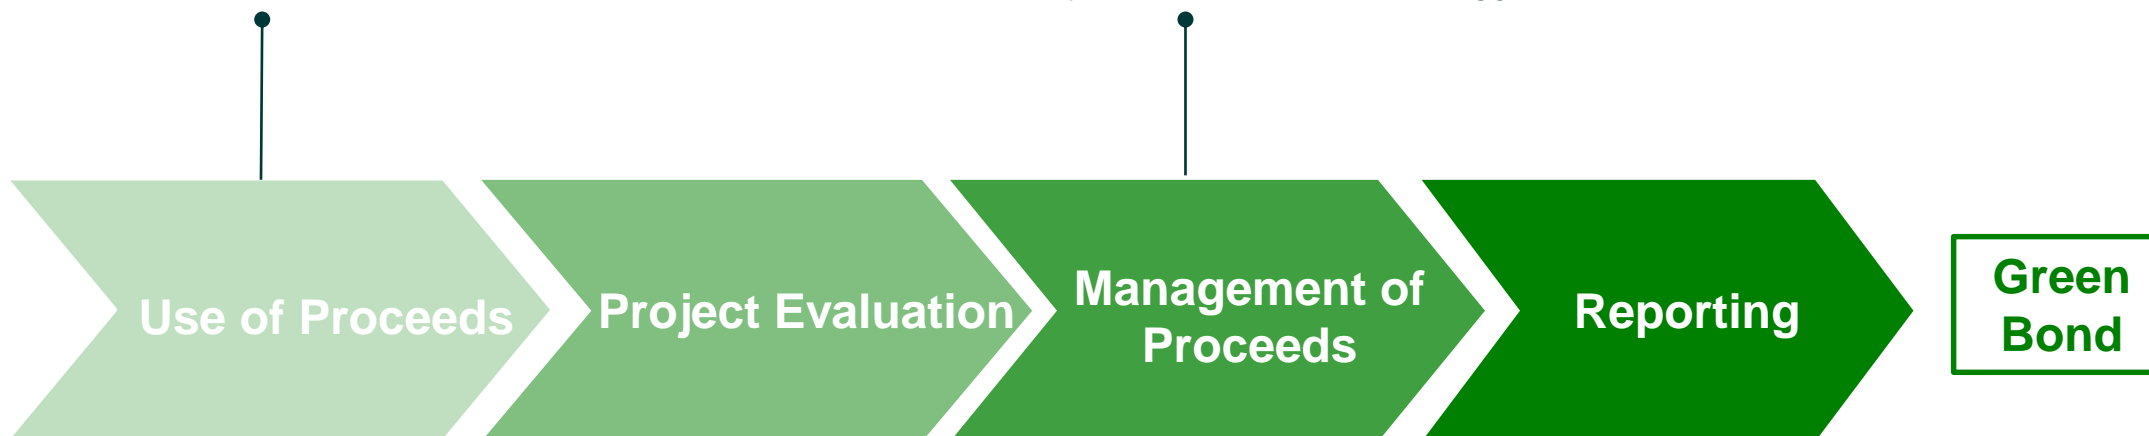 Use of Proceeds
Project Evaluation
Management of
Proceeds
Reporting
Green
Bond